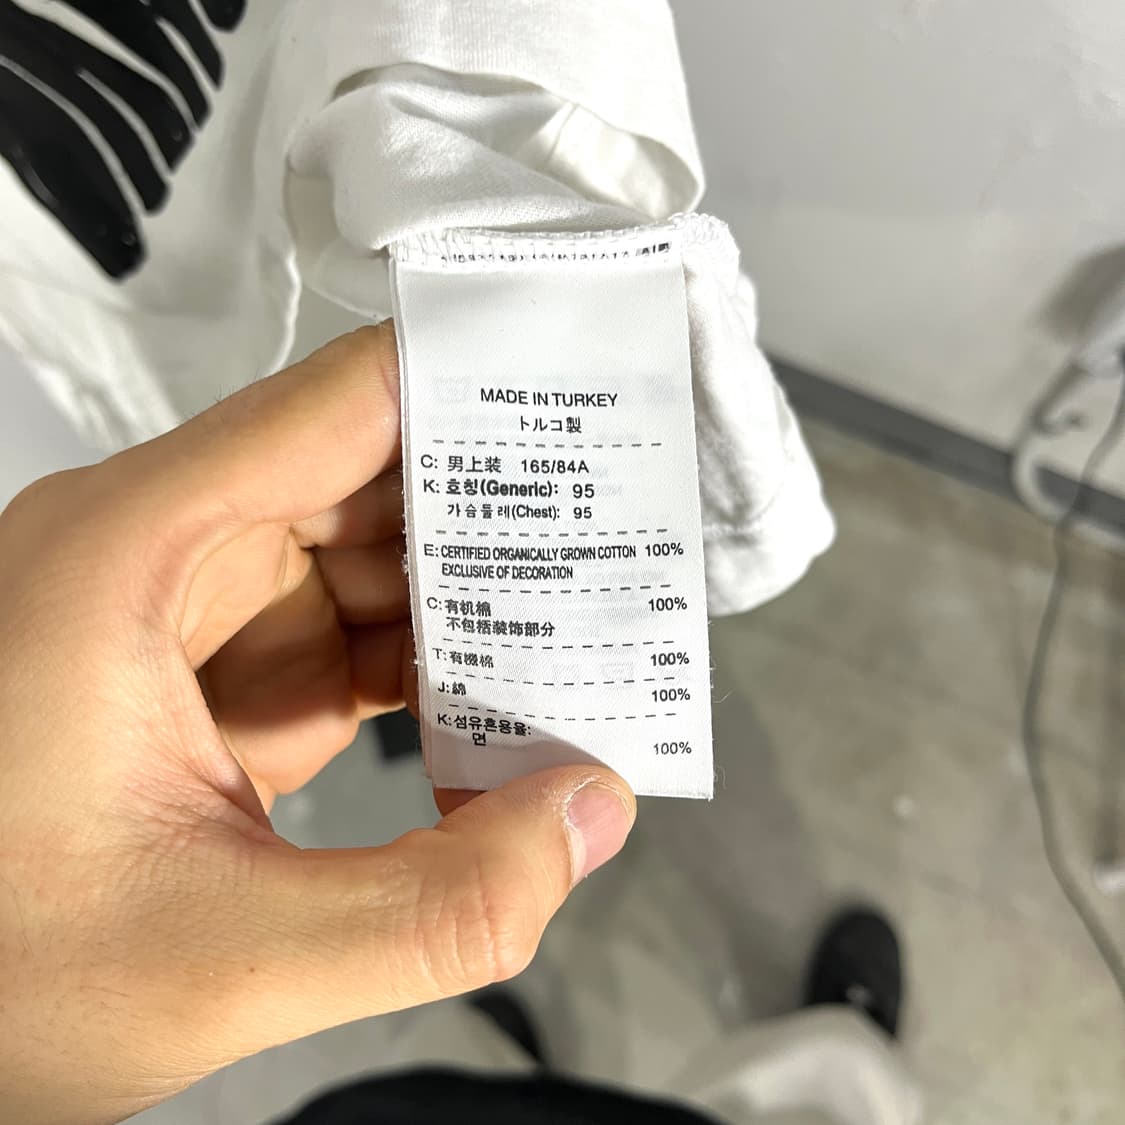 MADE IN TURKEY
トルコ製
C: 男上装 165/84A
K: 호칭(Generic): 95
가슴둘레(Chest): 95
E: CERTIFIED ORGANICALLY GROWN COTTON 100%
EXCLUSIVE OF DECORATION
C: 有机棉 100%
不包括装饰部分
T: 有機棉 100%
J: 綿 100%
K: 섬유혼용율:
면 100%